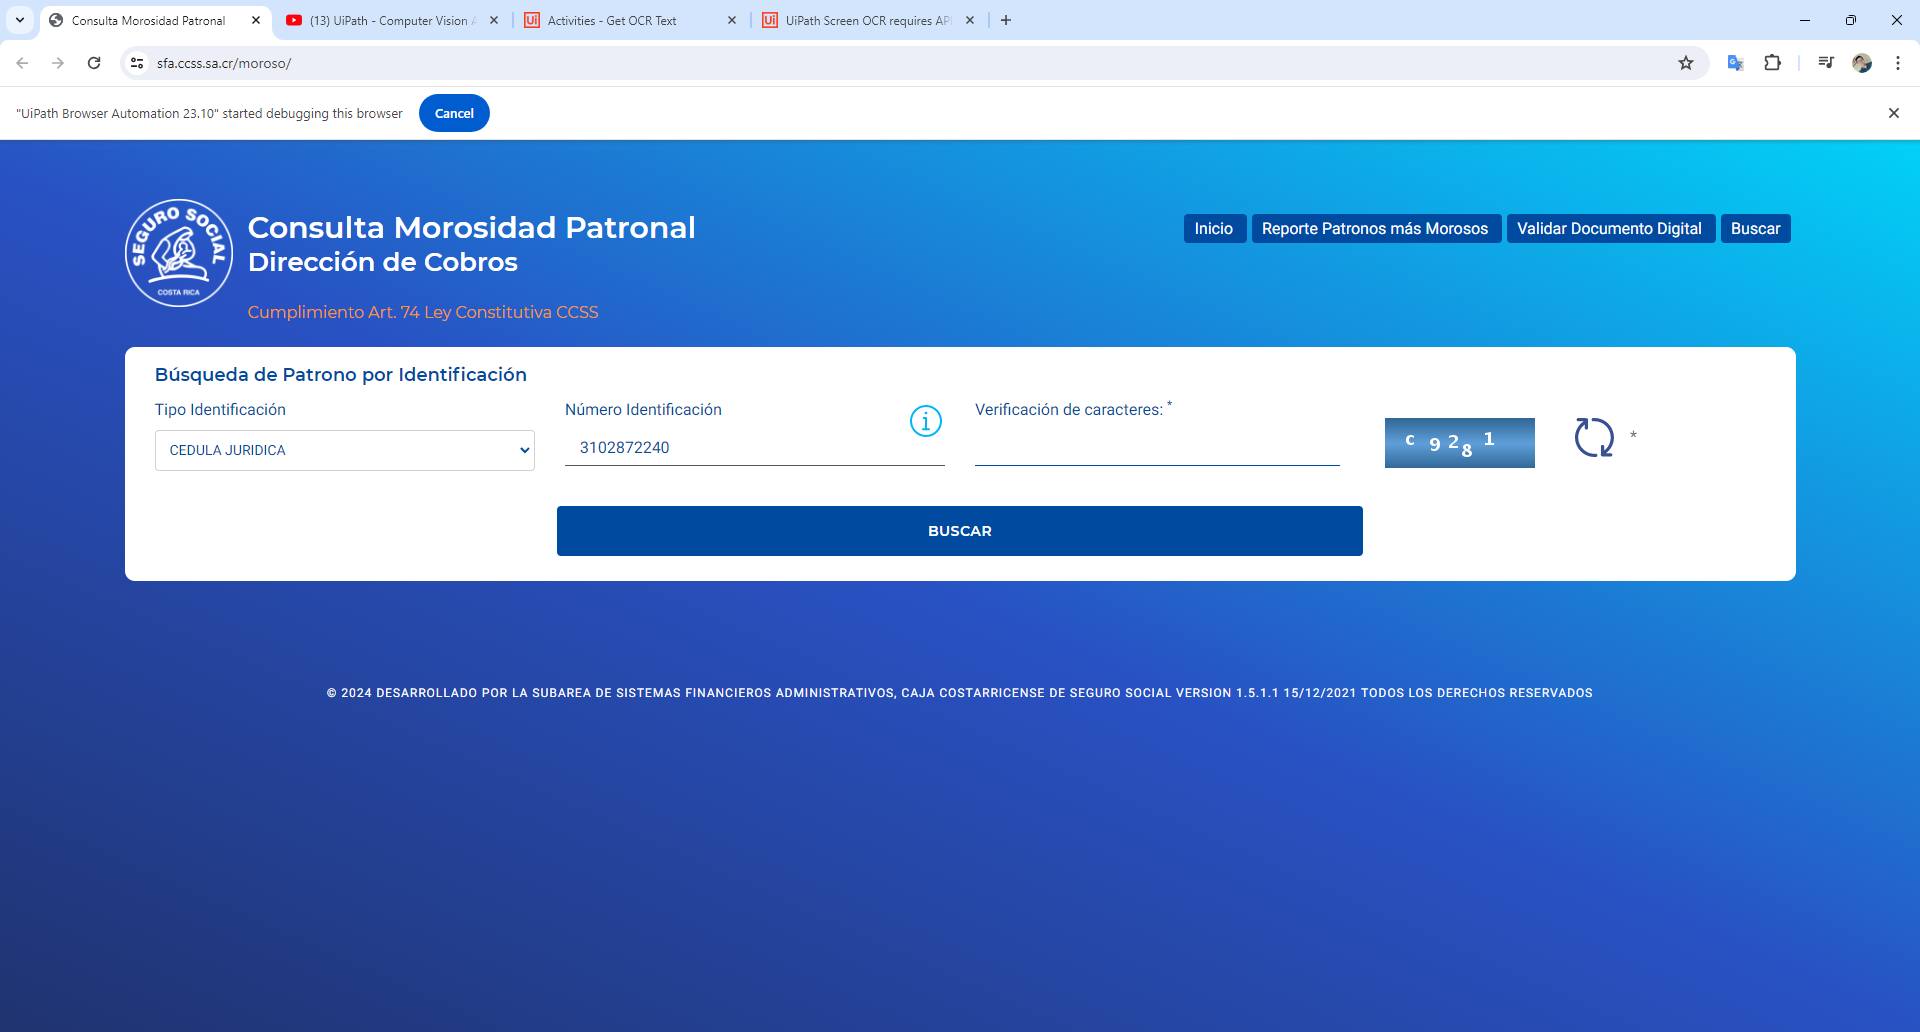 Consulta Morosidad Patronal
(13) UiPath - Computer Vision
Activities - Get OCR Text
UiPath Screen OCR requires
sfa.ccss.sa.cr/moroso/
"UiPath Browser Automation 23.10" started debugging this browser
Cancel
SEGURO SOCIAL
COSTA RICA
Consulta Morosidad Patronal
Dirección de Cobros
Cumplimiento Art. 74 Ley Constitutiva CCSS
Inicio
Reporte Patronos más Morosos
Validar Documento Digital
Buscar
Búsqueda de Patrono por Identificación
Tipo Identificación
CEDULA JURIDICA
Número Identificación
3102872240
Verificación de caracteres: *
c 9 2 8 1
*
BUSCAR
© 2024 DESARROLLADO POR LA SUBAREA DE SISTEMAS FINANCIEROS ADMINISTRATIVOS, CAJA COSTARRICENSE DE SEGURO SOCIAL VERSION 1.5.1.1 15/12/2021 TODOS LOS DERECHOS RESERVADOS